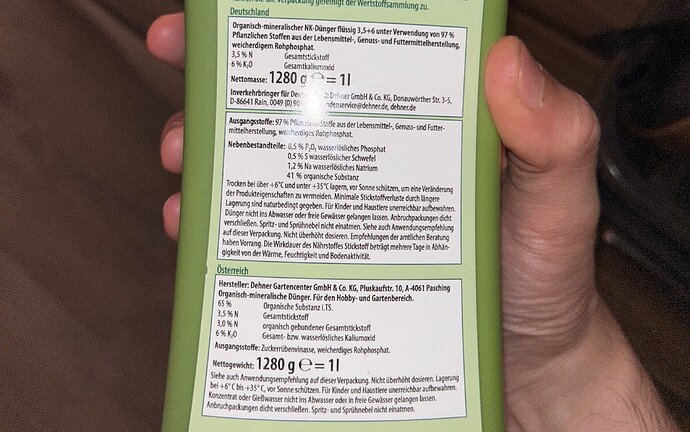 die Verpackung gereinigt der Wertstoffsammlung zu.
Deutschland
Organisch-mineralischer NK-Dünger flüssig 3,5+6 unter Verwendung von 97 %
Pflanzlichen Stoffen aus der Lebensmittel-, Genuss- und Futtermittelherstellung,
weicherdigem Rohphosphat.
3,5 % N Gesamtstickstoff
6 % K₂O Gesamtkaliumoxid
Nettomasse: 1280 g ℮ = 1 l
Inverkehrbringer für Dehner GmbH & Co. KG, Donauwörther Str. 3-5,
D-86641 Rain, 0049 (0) 90 ndenservice@dehner.de, dehner.de
Ausgangsstoffe: 97 % Pflanzliche Stoffe aus der Lebensmittel-, Genuss- und Futter-
mittelherstellung, weicherdiges Rohphosphat.
Nebenbestandteile: 0,5 % P₂O₅ wasserlösliches Phosphat
0,5 % S wasserlöslicher Schwefel
1,2 % Na wasserlösliches Natrium
41 % organische Substanz
Trocken bei über +6°C und unter +35°C lagern, vor Sonne schützen, um eine Veränderung
der Produkteigenschaften zu vermeiden. Minimale Stickstoffverluste durch längere
Lagerung sind naturbedingt gegeben. Für Kinder und Haustiere unerreichbar aufbewahren.
Dünger nicht ins Abwasser oder freie Gewässer gelangen lassen. Anbruchpackungen dicht
verschließen. Spritz- und Sprühnebel nicht einatmen. Siehe auch Anwendungsempfehlung
auf dieser Verpackung. Nicht überhöht dosieren. Empfehlungen der amtlichen Beratung
haben Vorrang. Die Wirkdauer des Nährstoffes Stickstoff beträgt mehrere Tage in Abhän-
gigkeit von der Wärme, Feuchtigkeit und Bodenaktivität.
Österreich
Hersteller: Dehner Gartencenter GmbH & Co. KG, Pluskaufstr. 10, A-4061 Pasching
Organisch-mineralische Dünger. Für den Hobby- und Gartenbereich.
65 % Organische Substanz i.TS.
3,5% N Gesamtstickstoff
3,0% N organisch gebundener Gesamtstickstoff
6 % K₂O Gesamt- bzw. wasserlösliches Kaliumoxid
Ausgangsstoffe: Zuckerrübenvinasse, weicherdiges Rohphosphat.
Nettogewicht: 1280 g ℮ = 1 l
Siehe auch Anwendungsempfehlung auf dieser Verpackung. Nicht überhöht dosieren. Lagerung
bei +6°C bis +35°C, vor Sonne schützen. Für Kinder und Haustiere unerreichbar aufbewahren.
Konzentrat oder Gießwasser nicht ins Abwasser oder in freie Gewässer gelangen lassen.
Anbruchpackungen dicht verschließen. Spritz- und Sprühnebel nicht einatmen.